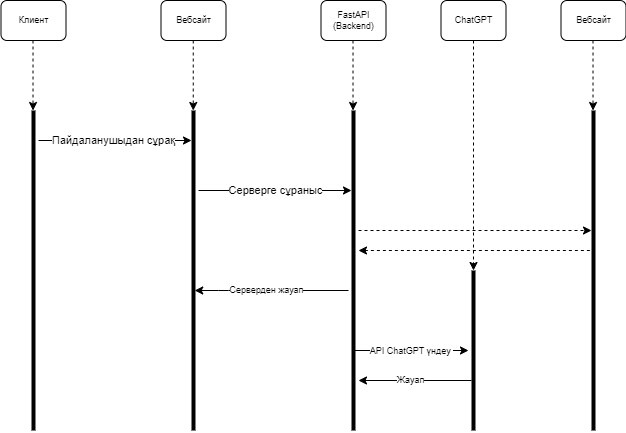 Клиент
Вебсайт
FastAPI
(Backend)
ChatGPT
Вебсайт
Пайдаланушыдан сұрақ
Серверге сұраныс
Серверден жауап
API ChatGPT үндеу
Жауап